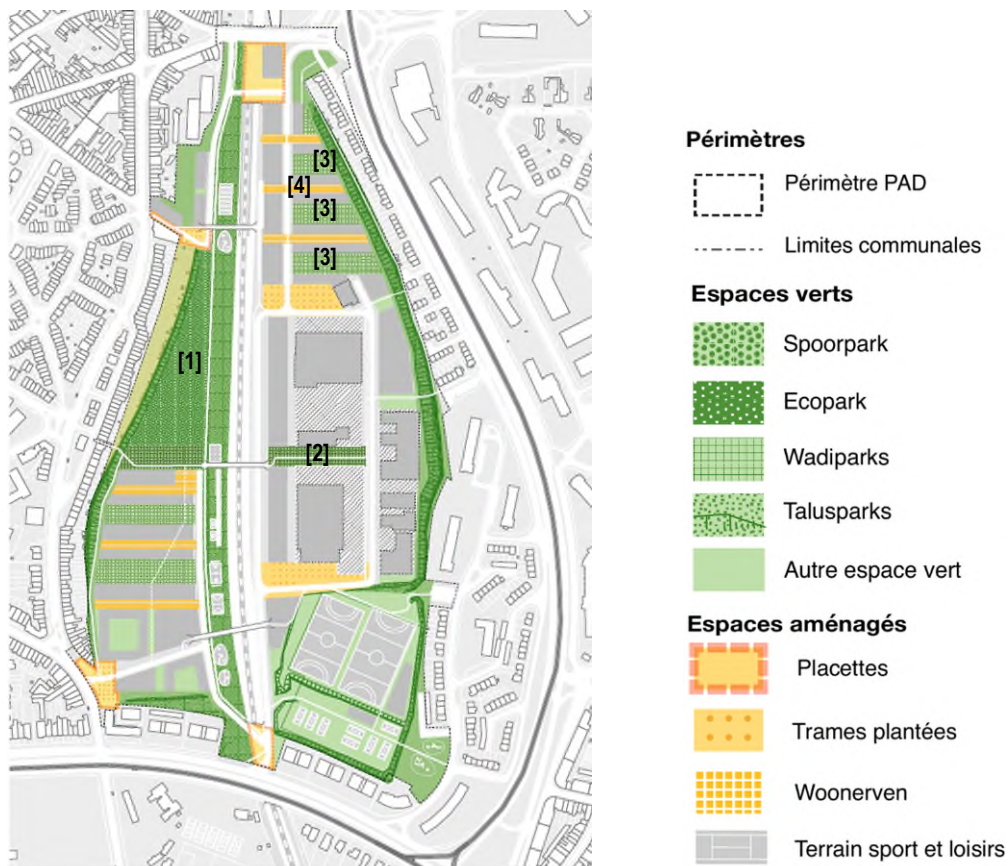 [3]
[4]
[3]
[3]
[1]
[2]
Périmètres
Périmètre PAD
Limites communales
Espaces verts
Spoorpark
Ecopark
Wadiparks
Talusparks
Autre espace vert
Espaces aménagés
Placettes
Trames plantées
Woonerven
Terrain sport et loisirs